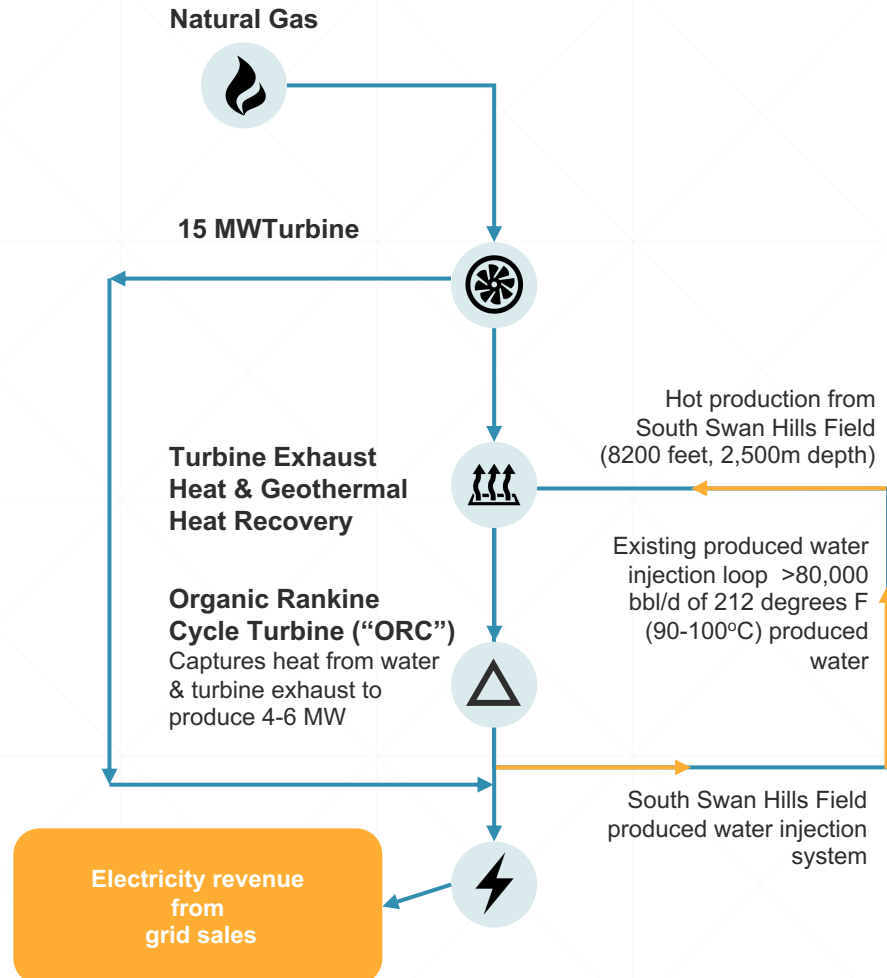 Natural Gas
15 MWTurbine
Hot production from
South Swan Hills Field
(8200 feet, 2,500m depth)
Turbine Exhaust
Heat & Geothermal
Heat Recovery
Existing produced water
injection loop  >80,000
bbl/d of 212 degrees F
(90-100ºC) produced
water
Organic Rankine
Cycle Turbine (“ORC”)
Captures heat from water
& turbine exhaust to
produce 4-6 MW
South Swan Hills Field
produced water injection
system
Electricity revenue
from
grid sales